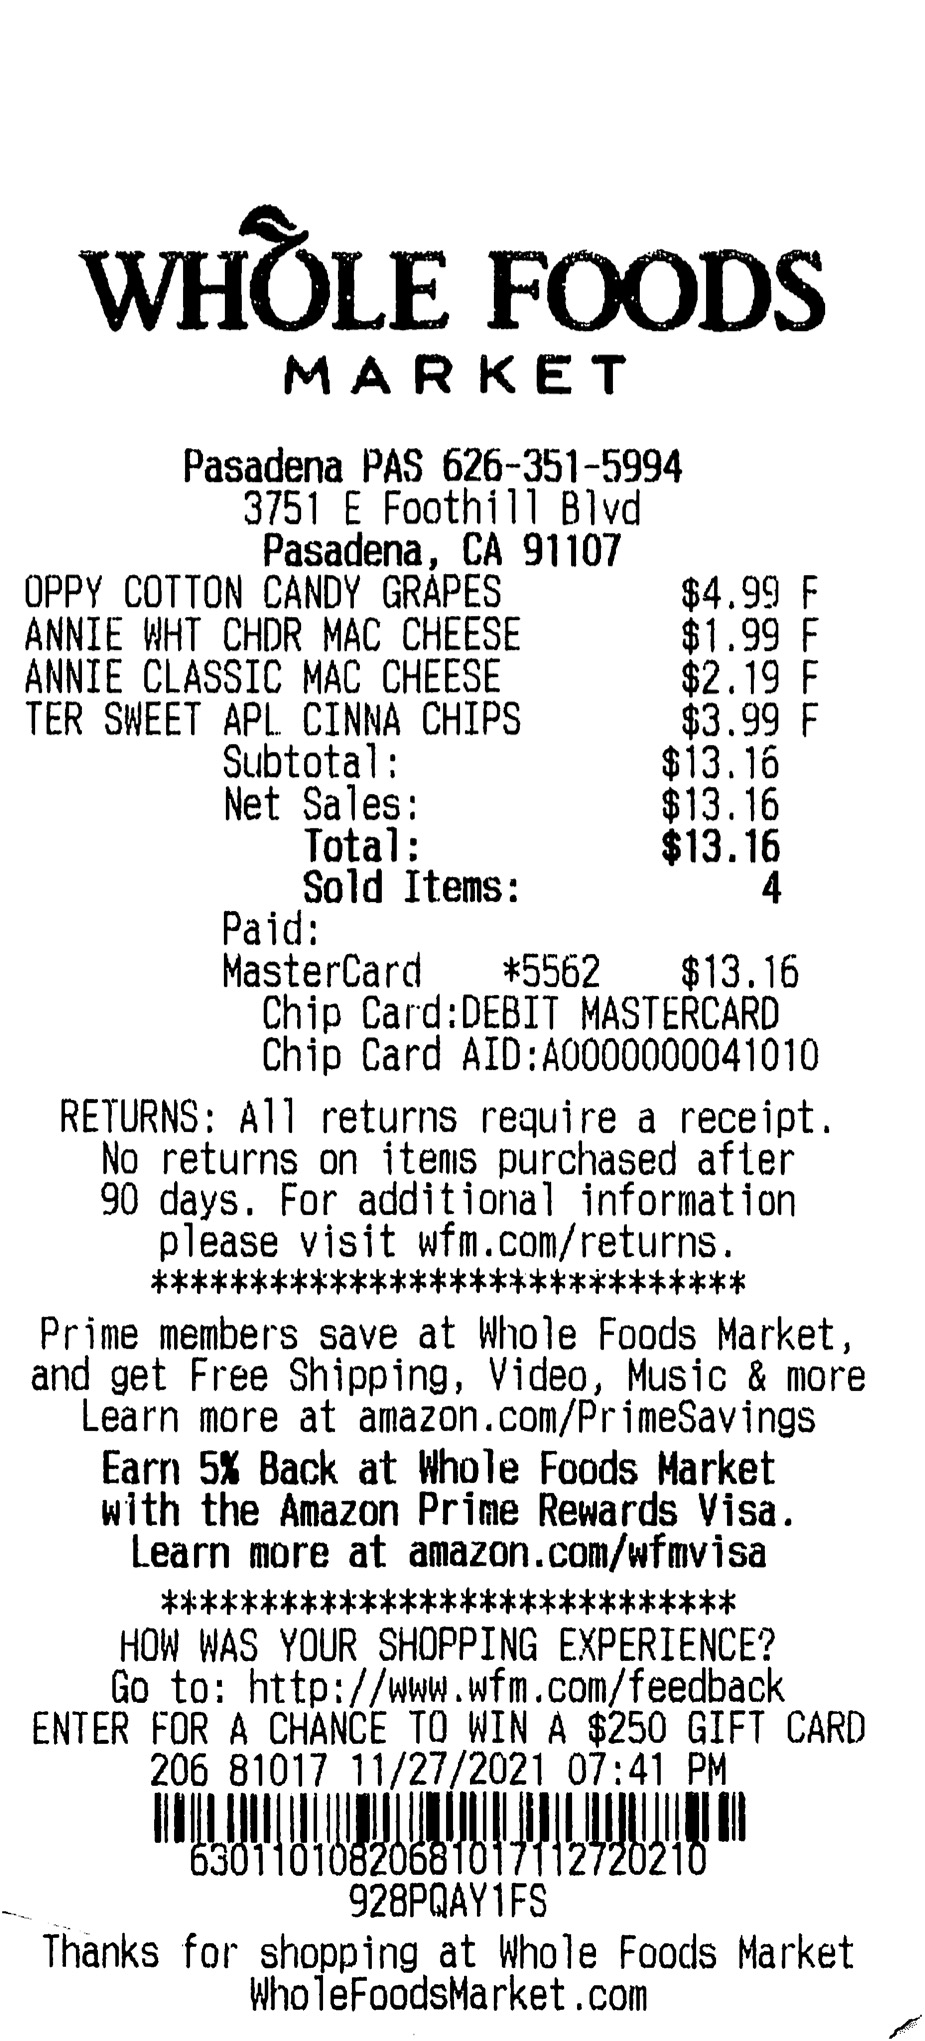 WHOLE FOODS
MARKET
Pasadena PAS 626-351-5994
3751 E Foothill Blvd
Pasadena, CA 91107
OPPY COTTON CANDY GRAPES $4.99 F
ANNIE WHT CHDR MAC CHEESE $1.99 F
ANNIE CLASSIC MAC CHEESE $2.19 F
TER SWEET APL CINNA CHIPS $3.99 F
Subtotal: $13.16
Net Sales: $13.16
Total: $13.16
Sold Items: 4
Paid:
MasterCard *5562 $13.16
Chip Card:DEBIT MASTERCARD
Chip Card AID:A0000000041010
RETURNS: All returns require a receipt.
No returns on items purchased after
90 days. For additional information
please visit wfm.com/returns.
******************************
Prime members save at Whole Foods Market,
and get Free Shipping, Video, Music & more
Learn more at amazon.com/PrimeSavings
Earn 5% Back at Whole Foods Market
with the Amazon Prime Rewards Visa.
Learn more at amazon.com/wfmvisa
*****************************
HOW WAS YOUR SHOPPING EXPERIENCE?
Go to: http://www.wfm.com/feedback
ENTER FOR A CHANCE TO WIN A $250 GIFT CARD
206 81017 11/27/2021 07:41 PM
63011010820681017112720210
928PQAY1FS
Thanks for shopping at Whole Foods Market
WholeFoodsMarket.com